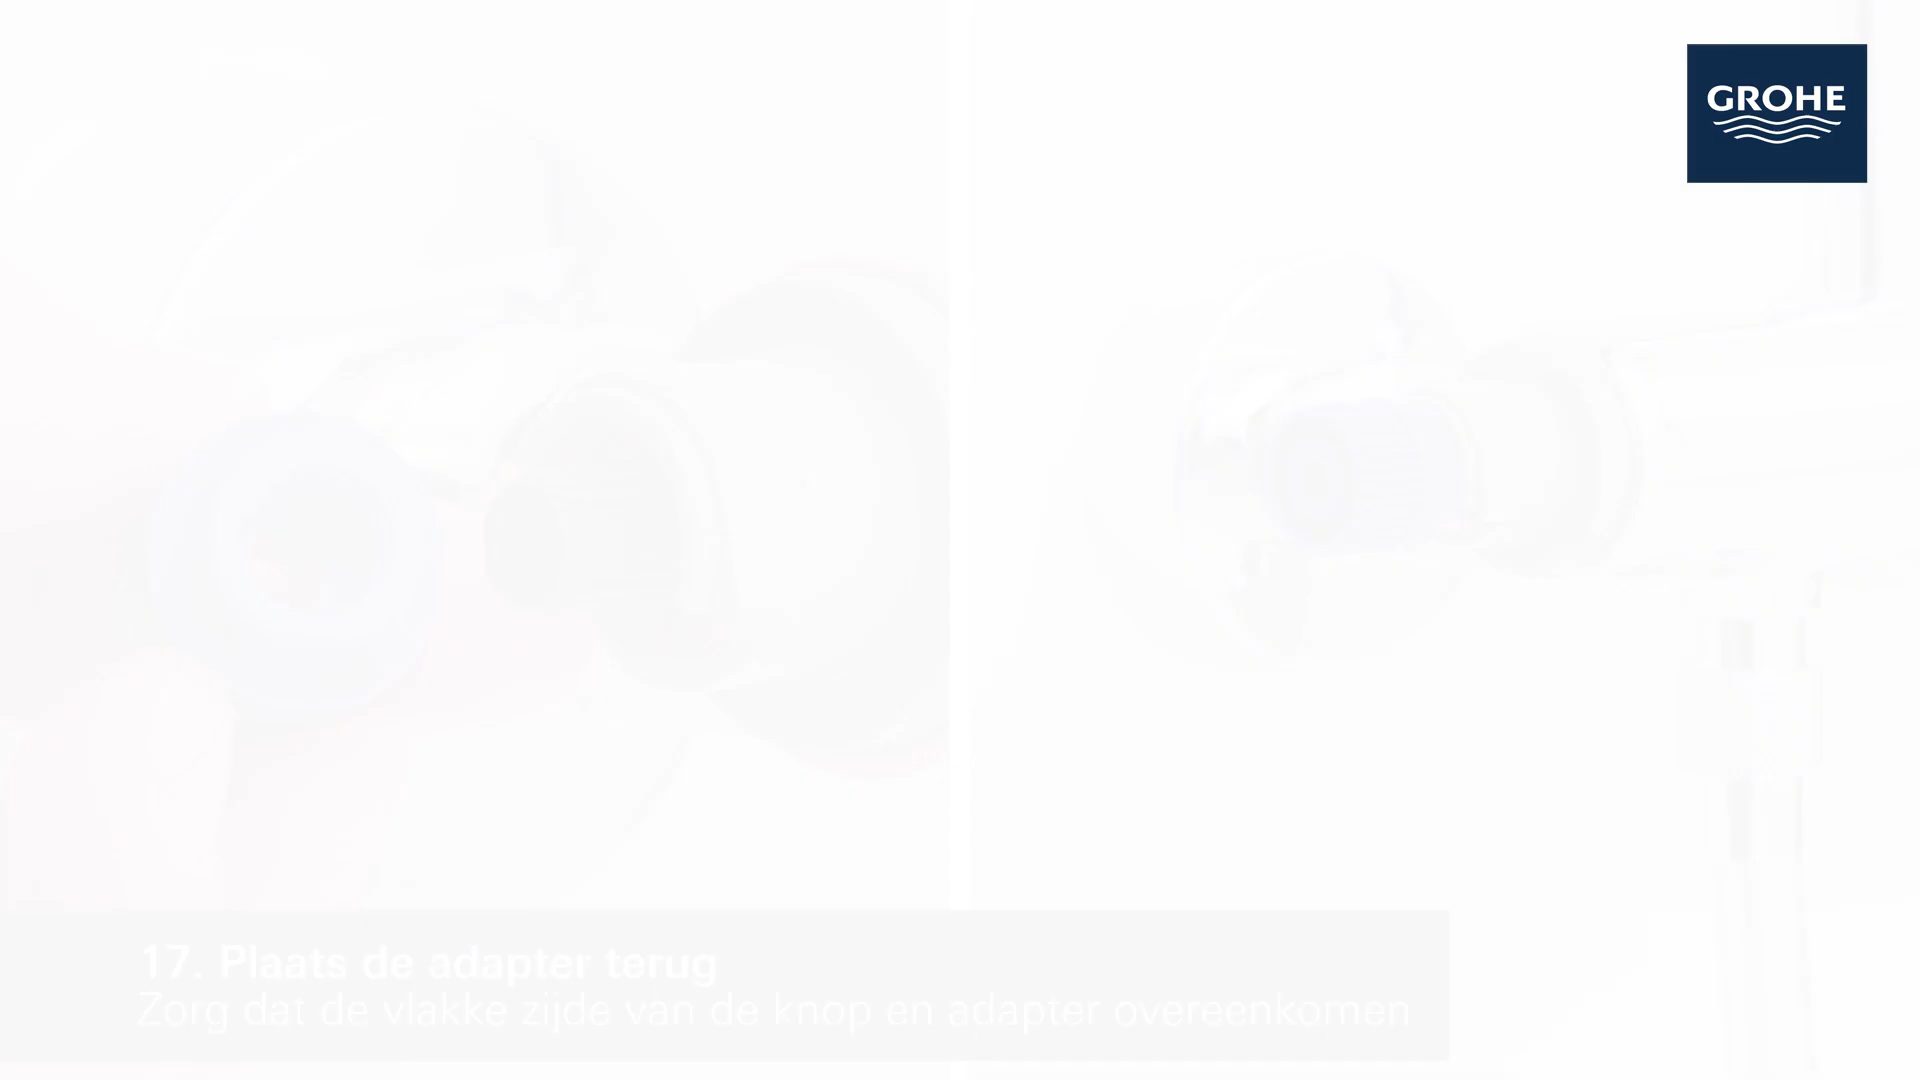 GROHE
17. Plaats de adapter terug
Zorg dat de vlakke zijde van de knop en adapter overeenkomen